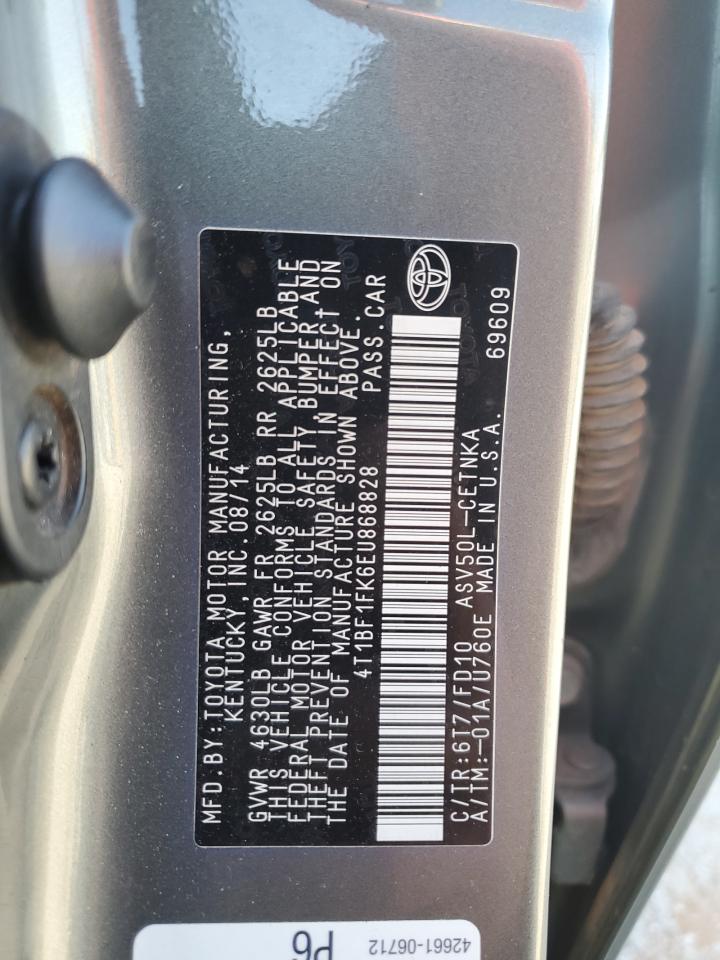 MFD.BY:TOYOTA MOTOR MANUFACTURING,
KENTUCKY,INC.08/14
GVWR 4630LB GAWR FR 2625LB RR 2625LB
THIS VEHICLE CONFORMS TO ALL APPLICABLE
FEDERAL MOTOR VEHICLE SAFETY, BUMPER,AND
THEFT PREVENTION STANDARDS IN EFFECT ON
THE DATE OF MANUFACTURE SHOWN ABOVE.
4T1BF1FK6EU868828 PASS.CAR
C/TR:6T7/FD10 ASV50L-CETNKA 69609
A/TM:-01A/U760E MADE IN U.S.A.
42661-06712
P6